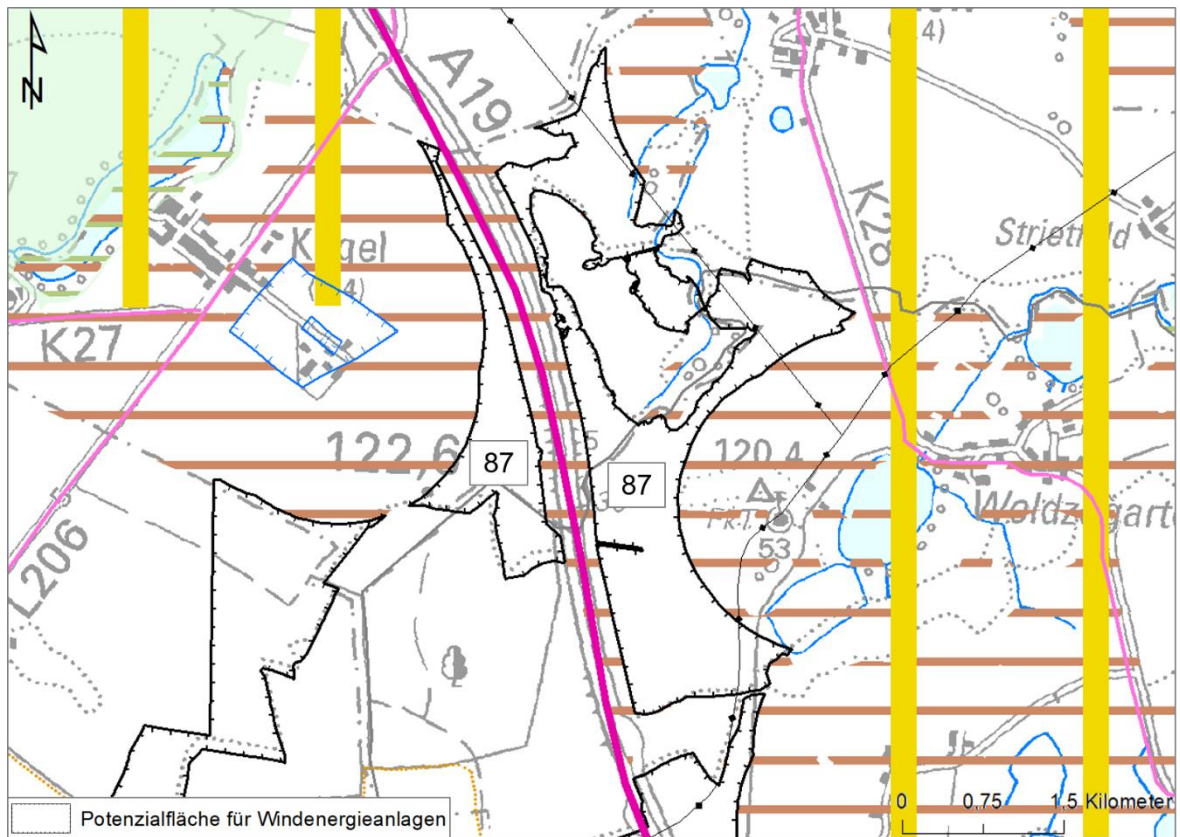 N
4)
A19
K28
Strietfeld
K27
122,6
87
87
120,4
F.k.T.
53
L206
Potenzialfläche für Windenergieanlagen
0 0.75 1.5 Kilometer